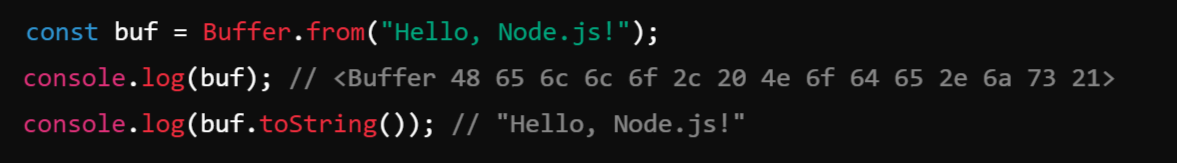 const buf = Buffer.from("Hello, Node.js!");
console.log(buf); // <Buffer 48 65 6c 6c 6f 2c 20 4e 6f 64 65 2e 6a 73 21>
console.log(buf.toString()); // "Hello, Node.js!"